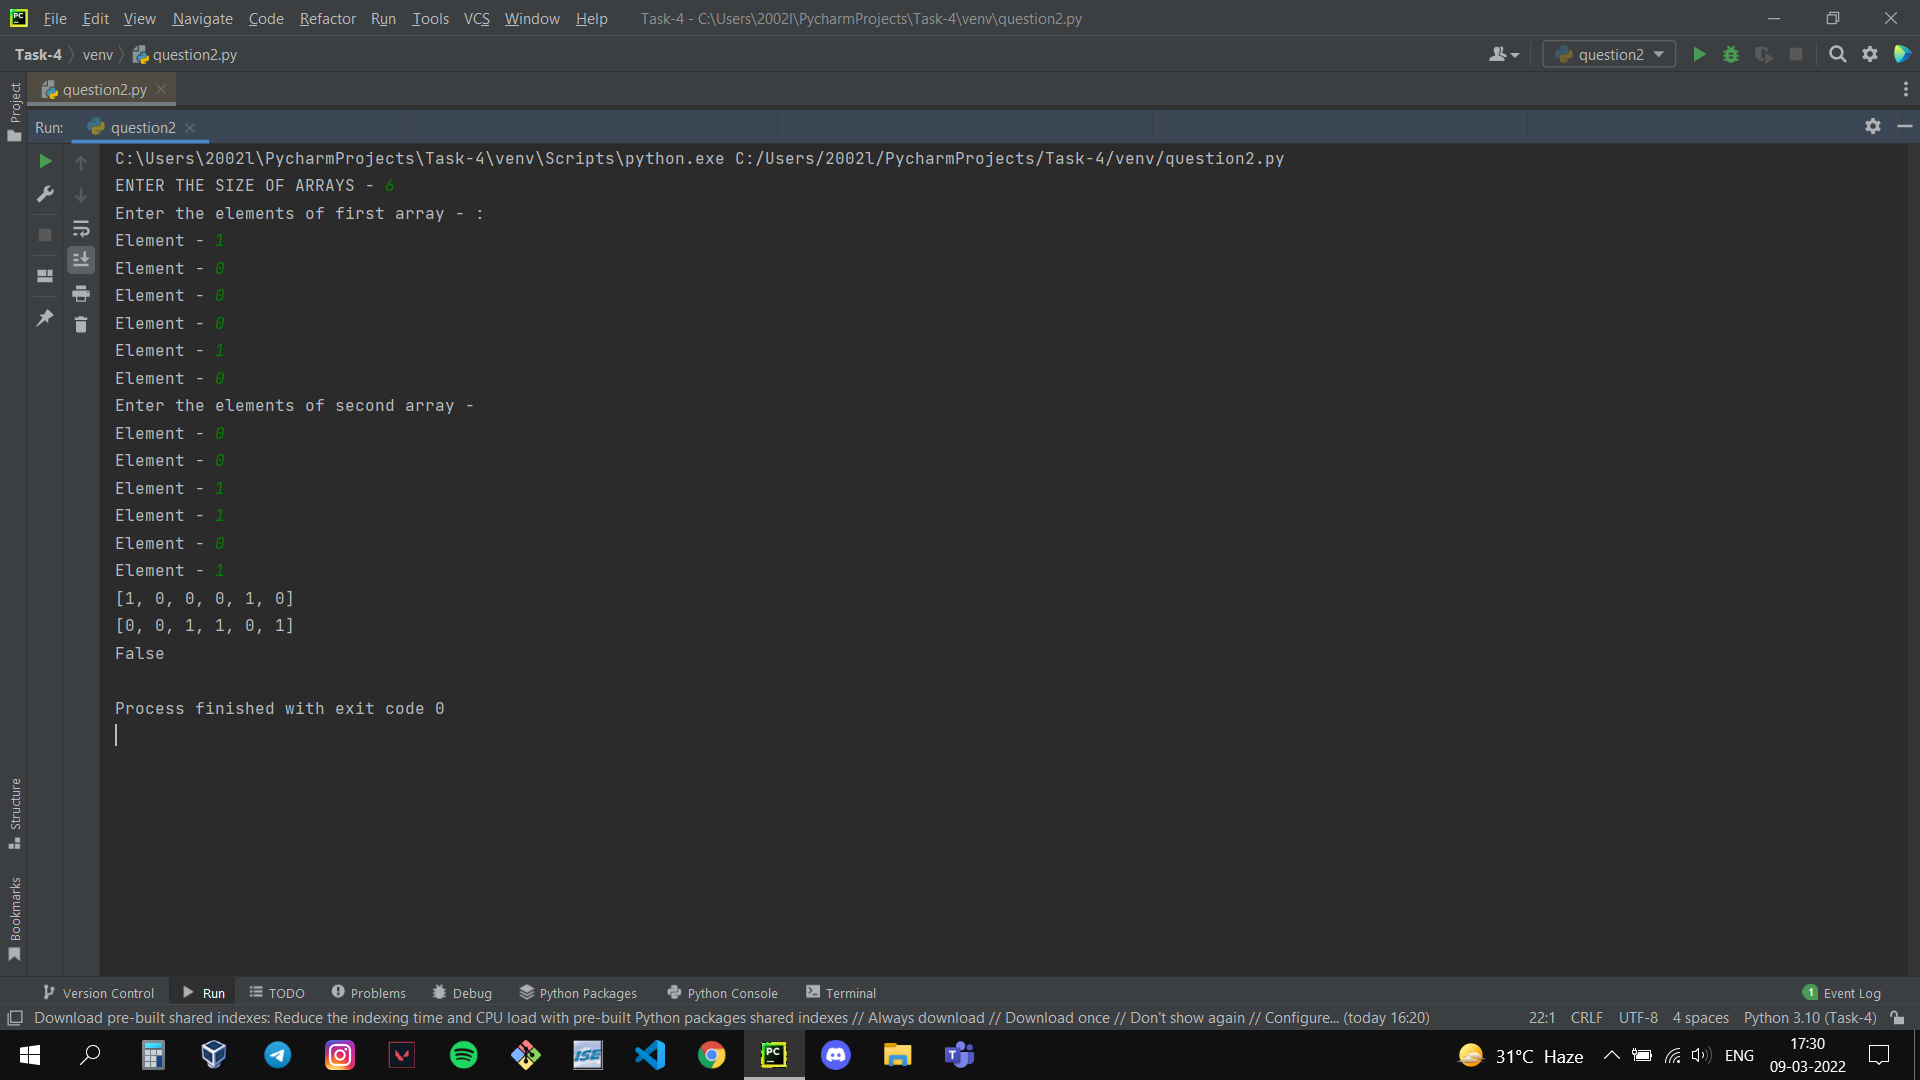 File Edit View Navigate Code Refactor Run Tools VCS Window Help Task-4 - C:\Users\2002l\PycharmProjects\Task-4\venv\question2.py
Task-4 venv question2.py question2
Project question2.py
Run: question2
C:\Users\2002l\PycharmProjects\Task-4\venv\Scripts\python.exe C:/Users/2002l/PycharmProjects/Task-4/venv/question2.py
ENTER THE SIZE OF ARRAYS - 6
Enter the elements of first array - :
Element - 1
Element - 0
Element - 0
Element - 0
Element - 1
Element - 0
Enter the elements of second array -
Element - 0
Element - 0
Element - 1
Element - 1
Element - 0
Element - 1
[1, 0, 0, 0, 1, 0]
[0, 0, 1, 1, 0, 1]
False
Process finished with exit code 0
Structure
Bookmarks
Version Control Run TODO Problems Debug Python Packages Python Console Terminal 1 Event Log
Download pre-built shared indexes: Reduce the indexing time and CPU load with pre-built Python packages shared indexes // Always download // Download once // Don't show again // Configure... (today 16:20) 22:1 CRLF UTF-8 4 spaces Python 3.10 (Task-4)
31°C Haze ENG 17:30
09-03-2022